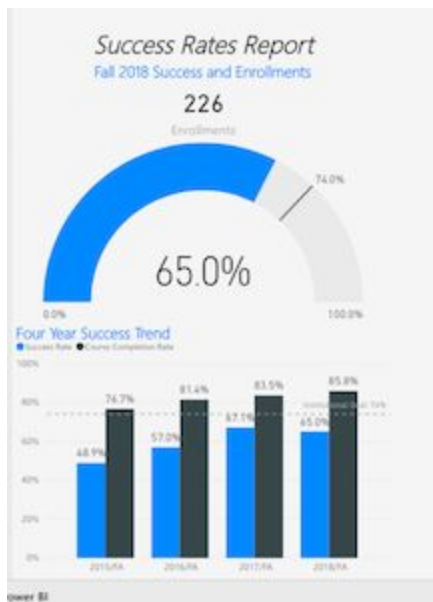 Success Rates Report
Fall 2018 Success and Enrollments
226
Enrollments
74.0%
65.0%
0.0%
100.0%
Four Year Success Trend
Success Rate Course Completion Rate
100%
80%
60%
40%
20%
0%
48.9%
76.7%
57.0%
81.4%
67.1%
83.5%
65.0%
85.8%
2015/FA
2016/FA
2017/FA
2018/FA
ower BI